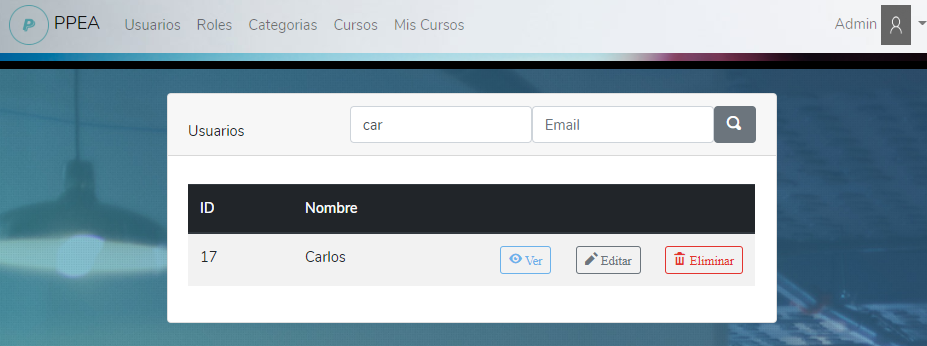 P PPEA Usuarios Roles Categorias Cursos Mis Cursos Admin
Usuarios car Email
ID Nombre
17 Carlos Ver Editar Eliminar